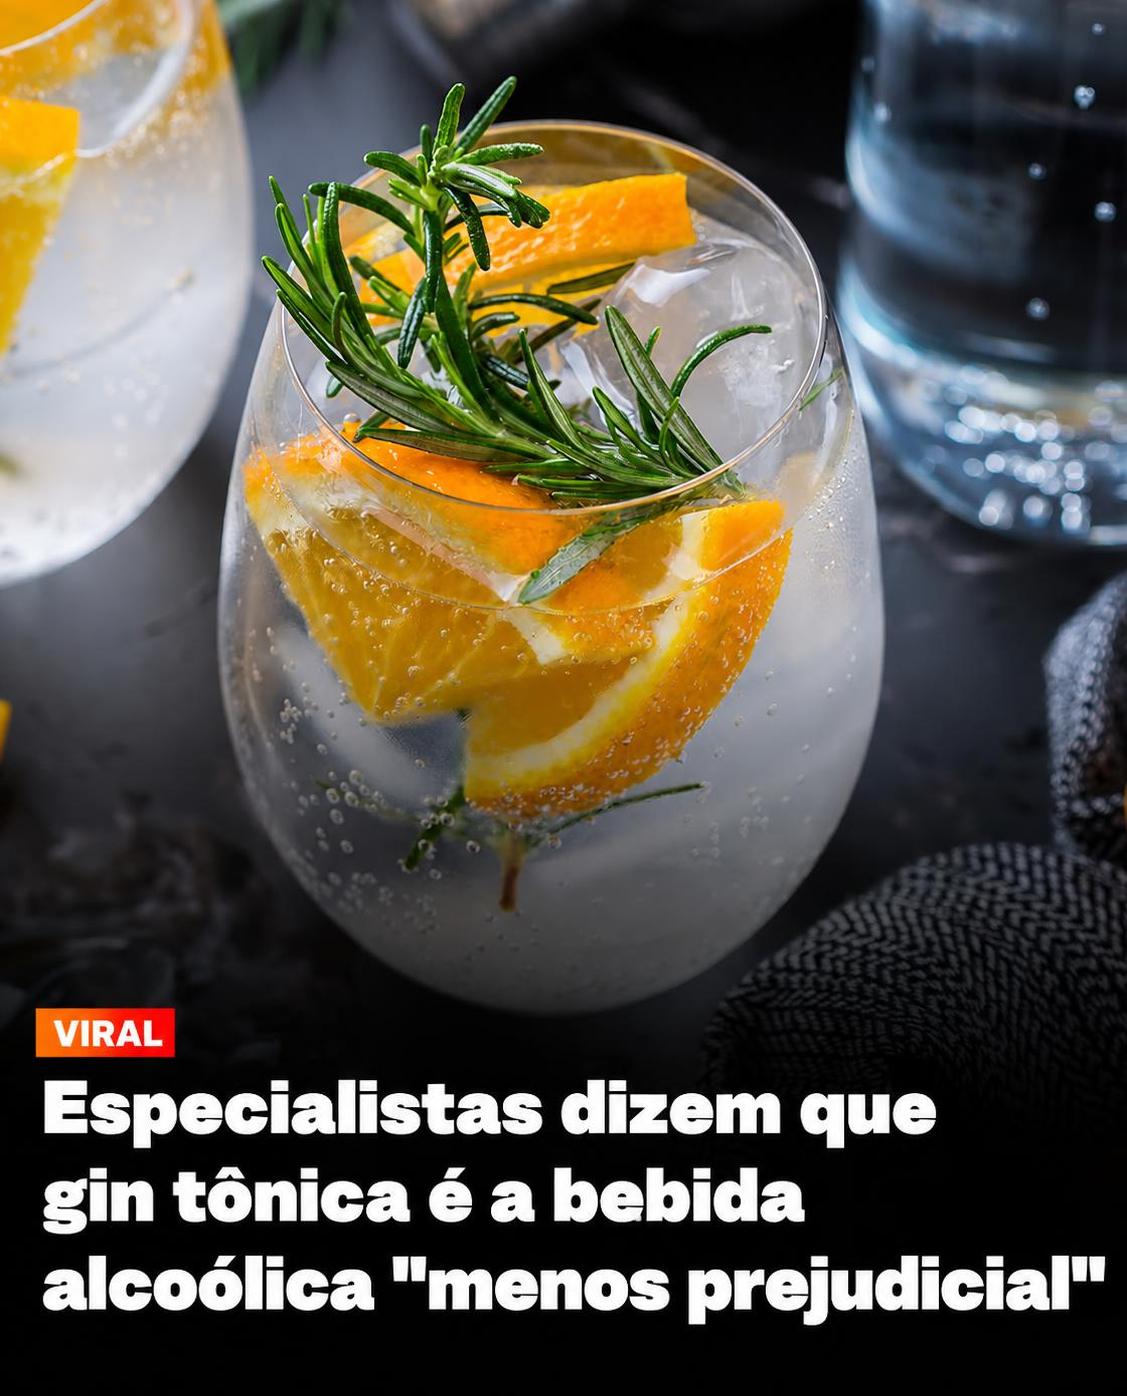 VIRAL
Especialistas dizem que
gin tônica é a bebida
alcoólica "menos prejudicial"